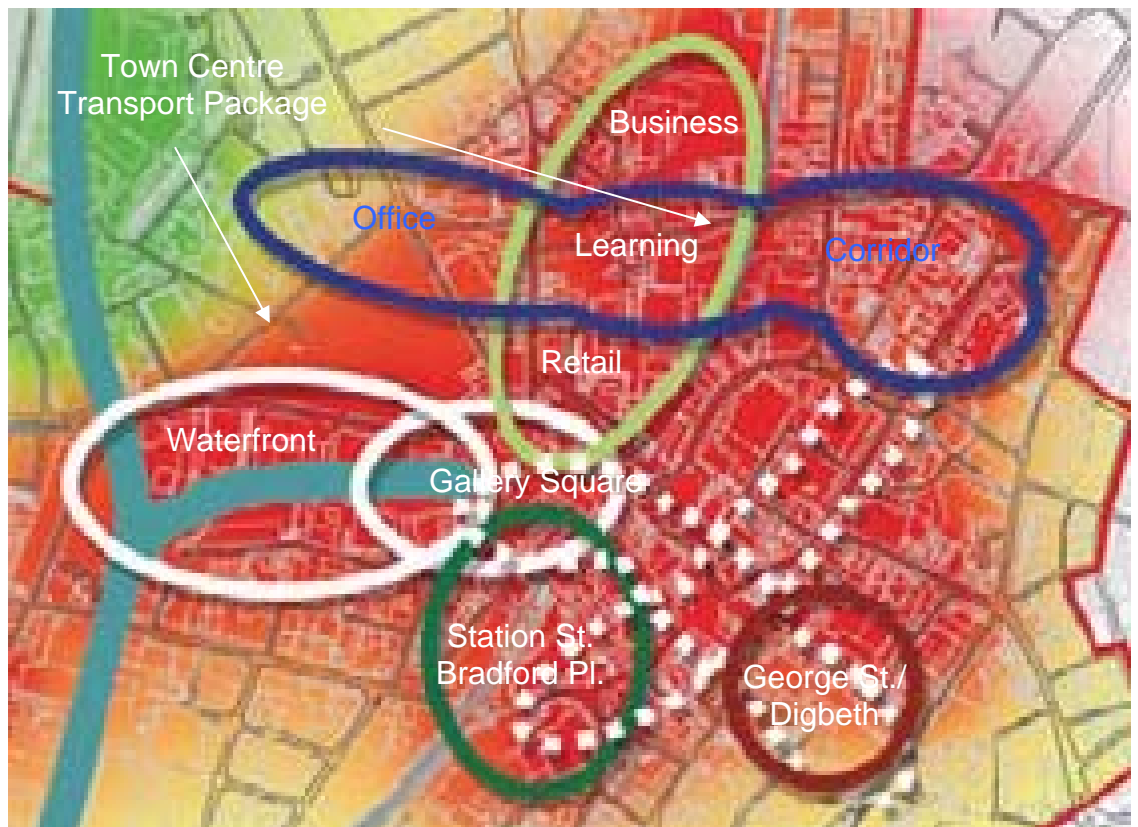 Town Centre
Transport Package
Business
Office
Learning
Corridor
Retail
Waterfront
Gallery Square
Station St.
Bradford Pl.
George St./
Digbeth